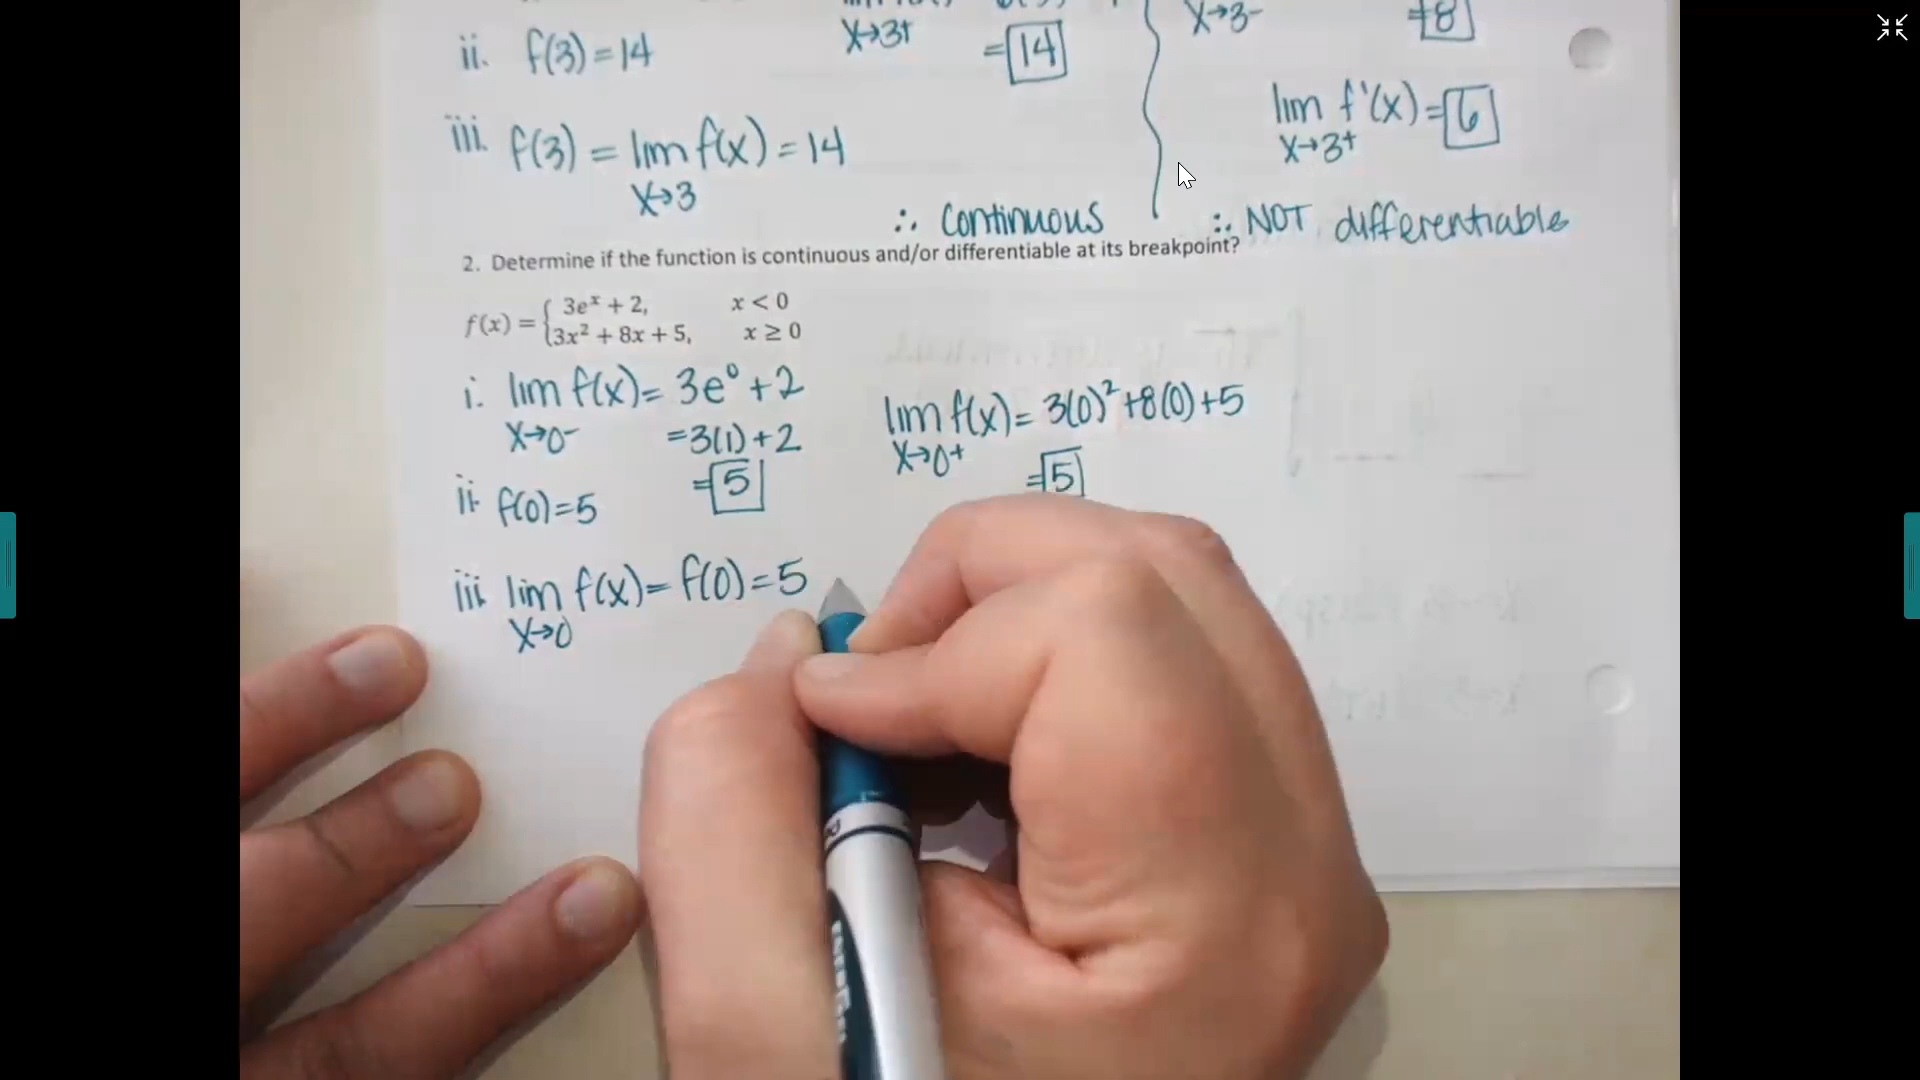 ii. f(3) = 14
x→3+ = 14
x→3- = 8
lim f'(x) = 6
x→3+
iii. f(3) = lim f(x) = 14
x→3
∴ Continuous
∴ NOT differentiable
2. Determine if the function is continuous and/or differentiable at its breakpoint?
f(x) = { 3eˣ + 2, x < 0
3x² + 8x + 5, x ≥ 0
i. lim f(x) = 3e⁰ + 2
x→0- = 3(1) + 2
= 5
lim f(x) = 3(0)² + 8(0) + 5
x→0+
= 5
ii. f(0) = 5
iii. lim f(x) = f(0) = 5
x→0